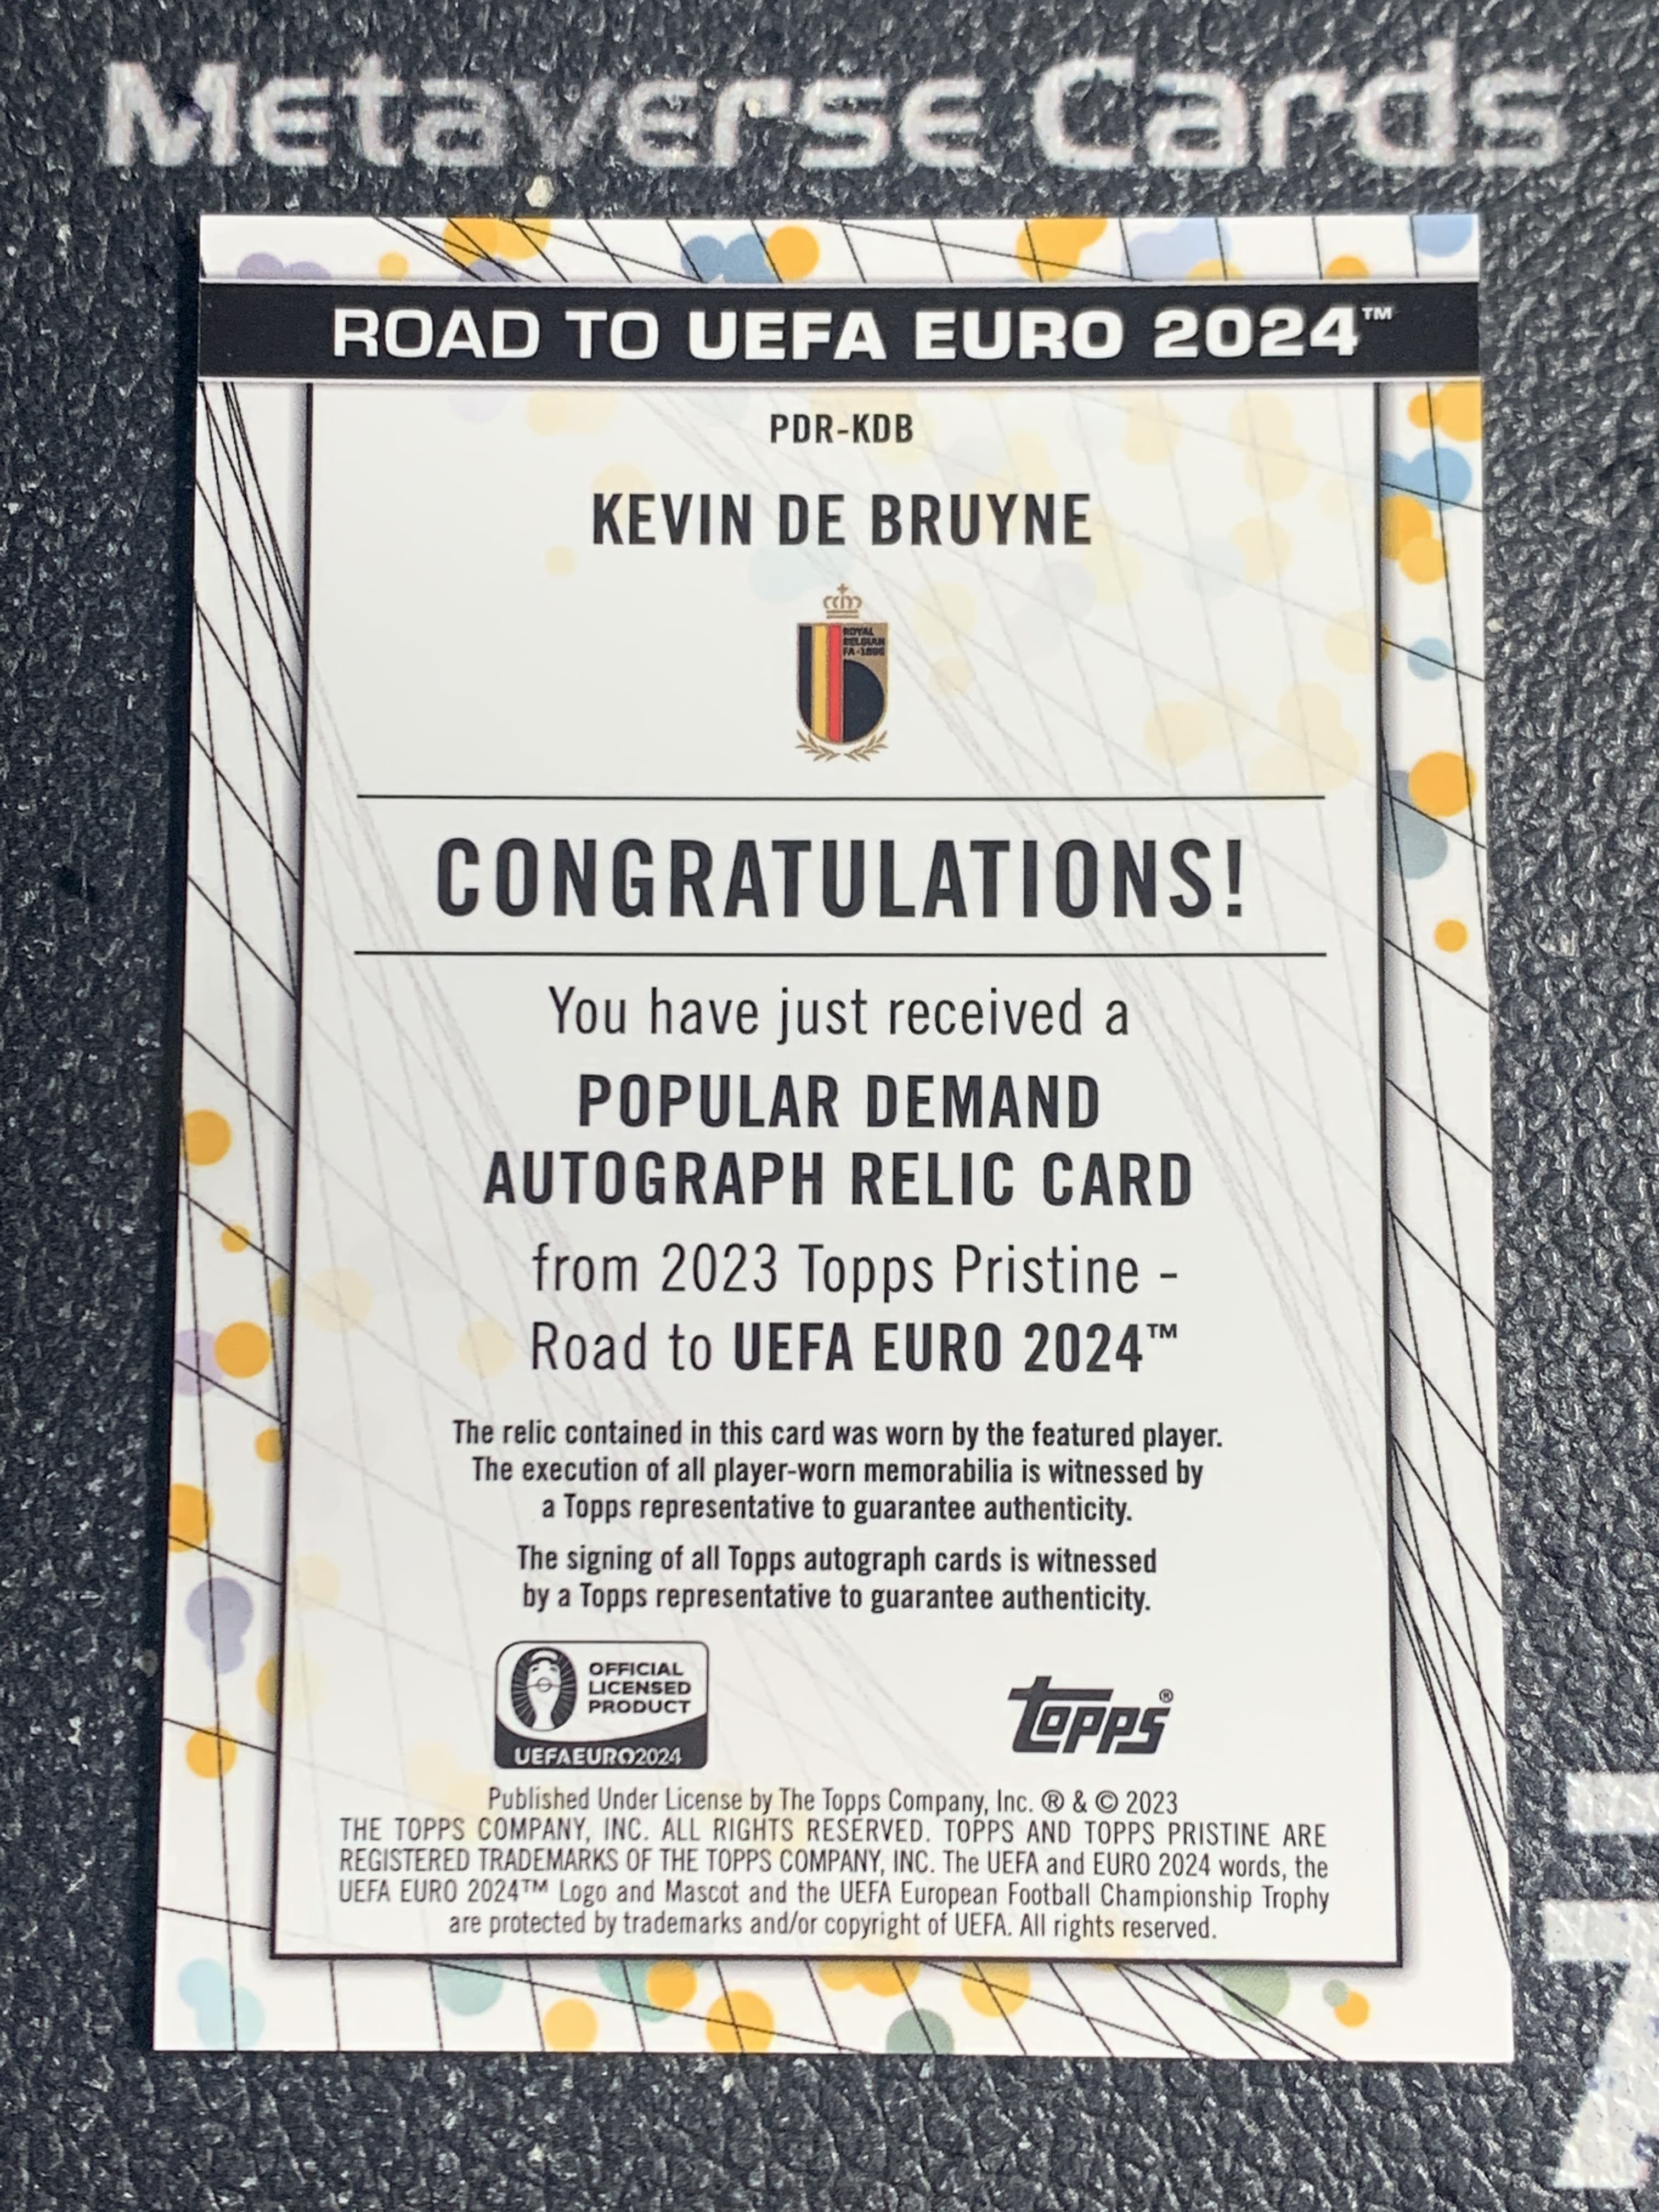 Metaverse Cards
ROAD TO UEFA EURO 2024™
PDR-KDB
KEVIN DE BRUYNE
ROYAL
BELGIAN
FA-1895
CONGRATULATIONS!
You have just received a
POPULAR DEMAND
AUTOGRAPH RELIC CARD
from 2023 Topps Pristine -
Road to UEFA EURO 2024™
The relic contained in this card was worn by the featured player.
The execution of all player-worn memorabilia is witnessed by
a Topps representative to guarantee authenticity.
The signing of all Topps autograph cards is witnessed
by a Topps representative to guarantee authenticity.
OFFICIAL
LICENSED
PRODUCT
UEFAEURO2024
Topps®
Published Under License by The Topps Company, Inc. ® & © 2023
THE TOPPS COMPANY, INC. ALL RIGHTS RESERVED. TOPPS AND TOPPS PRISTINE ARE
REGISTERED TRADEMARKS OF THE TOPPS COMPANY, INC. The UEFA and EURO 2024 words, the
UEFA EURO 2024™ Logo and Mascot and the UEFA European Football Championship Trophy
are protected by trademarks and/or copyright of UEFA. All rights reserved.